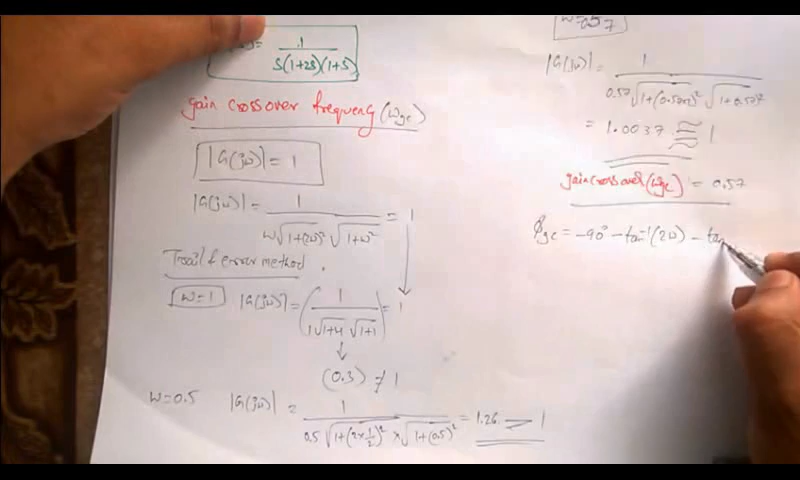 = 1 / S(1+2S)(1+S)
gain crossover frequency (ωgc)
|G(jω)| = 1
|G(jω)| = 1 / ω√1+(2ω)² √1+ω² = 1
Trail & error method .
ω=1 |G(jω)| = (1 / 1√1+4 √1+1) = 1
(0.3) ≠ 1
ω=0.5 |G(jω)| = 1 / 0.5 √1+(2×1/2)² × √1+(0.5)² = 1.26 > 1
ω=0.57
|G(jω)| = 1 / 0.57√1+(0.57×2)² √1+0.57²
= 1.0037 ≈ 1
gain crossover (ωgc) = 0.57
ϕgc = -90° - tan⁻¹(2ω) - tan